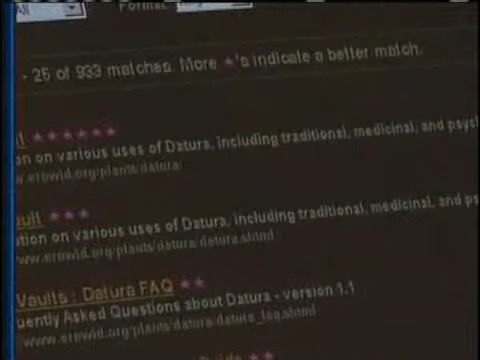 All
Format
- 25 of 933 matches. More ★'s indicate a better match.
★★★★★★
on on various uses of Datura, including traditional, medicinal, and psyc
w.erowid.org/plants/datura/
ault ★★★
ation on various uses of Datura, including traditional, medicinal, and ps
www.erowid.org/plants/datura/datura.shtml
Vaults : Datura FAQ ★★
uently Asked Questions about Datura - version 1.1
www.erowid.org/plants/datura/datura_faq.shtml
Guide ★★